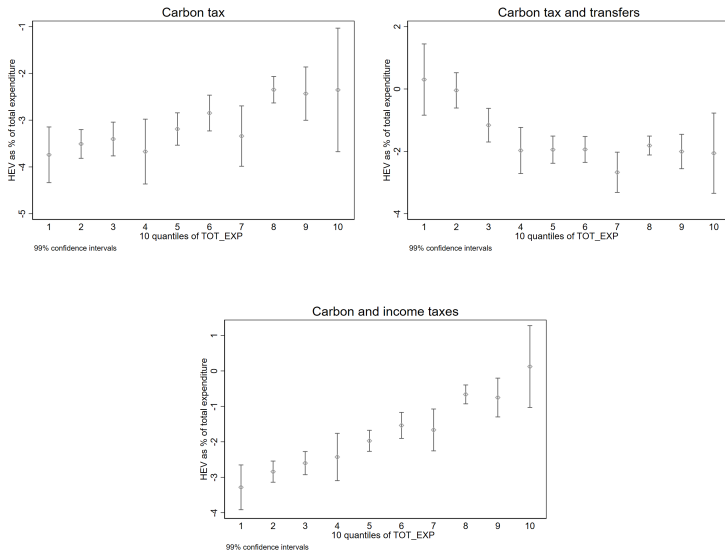 Carbon tax
HEV as % of total expenditure
-1
-2
-3
-4
-5
1 2 3 4 5 6 7 8 9 10
10 quantiles of TOT_EXP
99% confidence intervals
Carbon tax and transfers
HEV as % of total expenditure
2
0
-2
-4
1 2 3 4 5 6 7 8 9 10
10 quantiles of TOT_EXP
99% confidence intervals
Carbon and income taxes
HEV as % of total expenditure
1
0
-1
-2
-3
-4
1 2 3 4 5 6 7 8 9 10
10 quantiles of TOT_EXP
99% confidence intervals